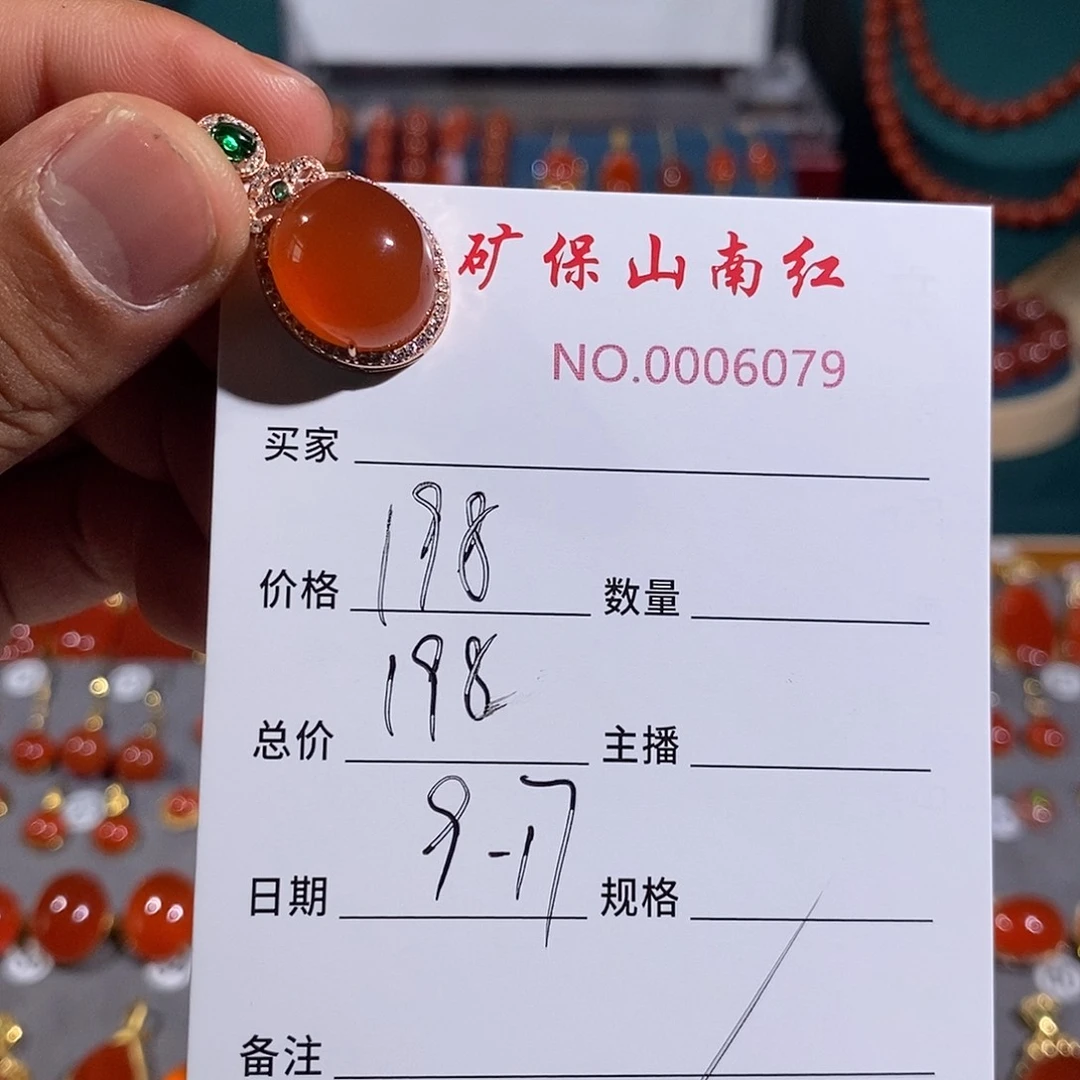 矿保山南红
NO.0006079
买家
价格 198 数量
总价 198 主播
日期 9-17 规格
备注